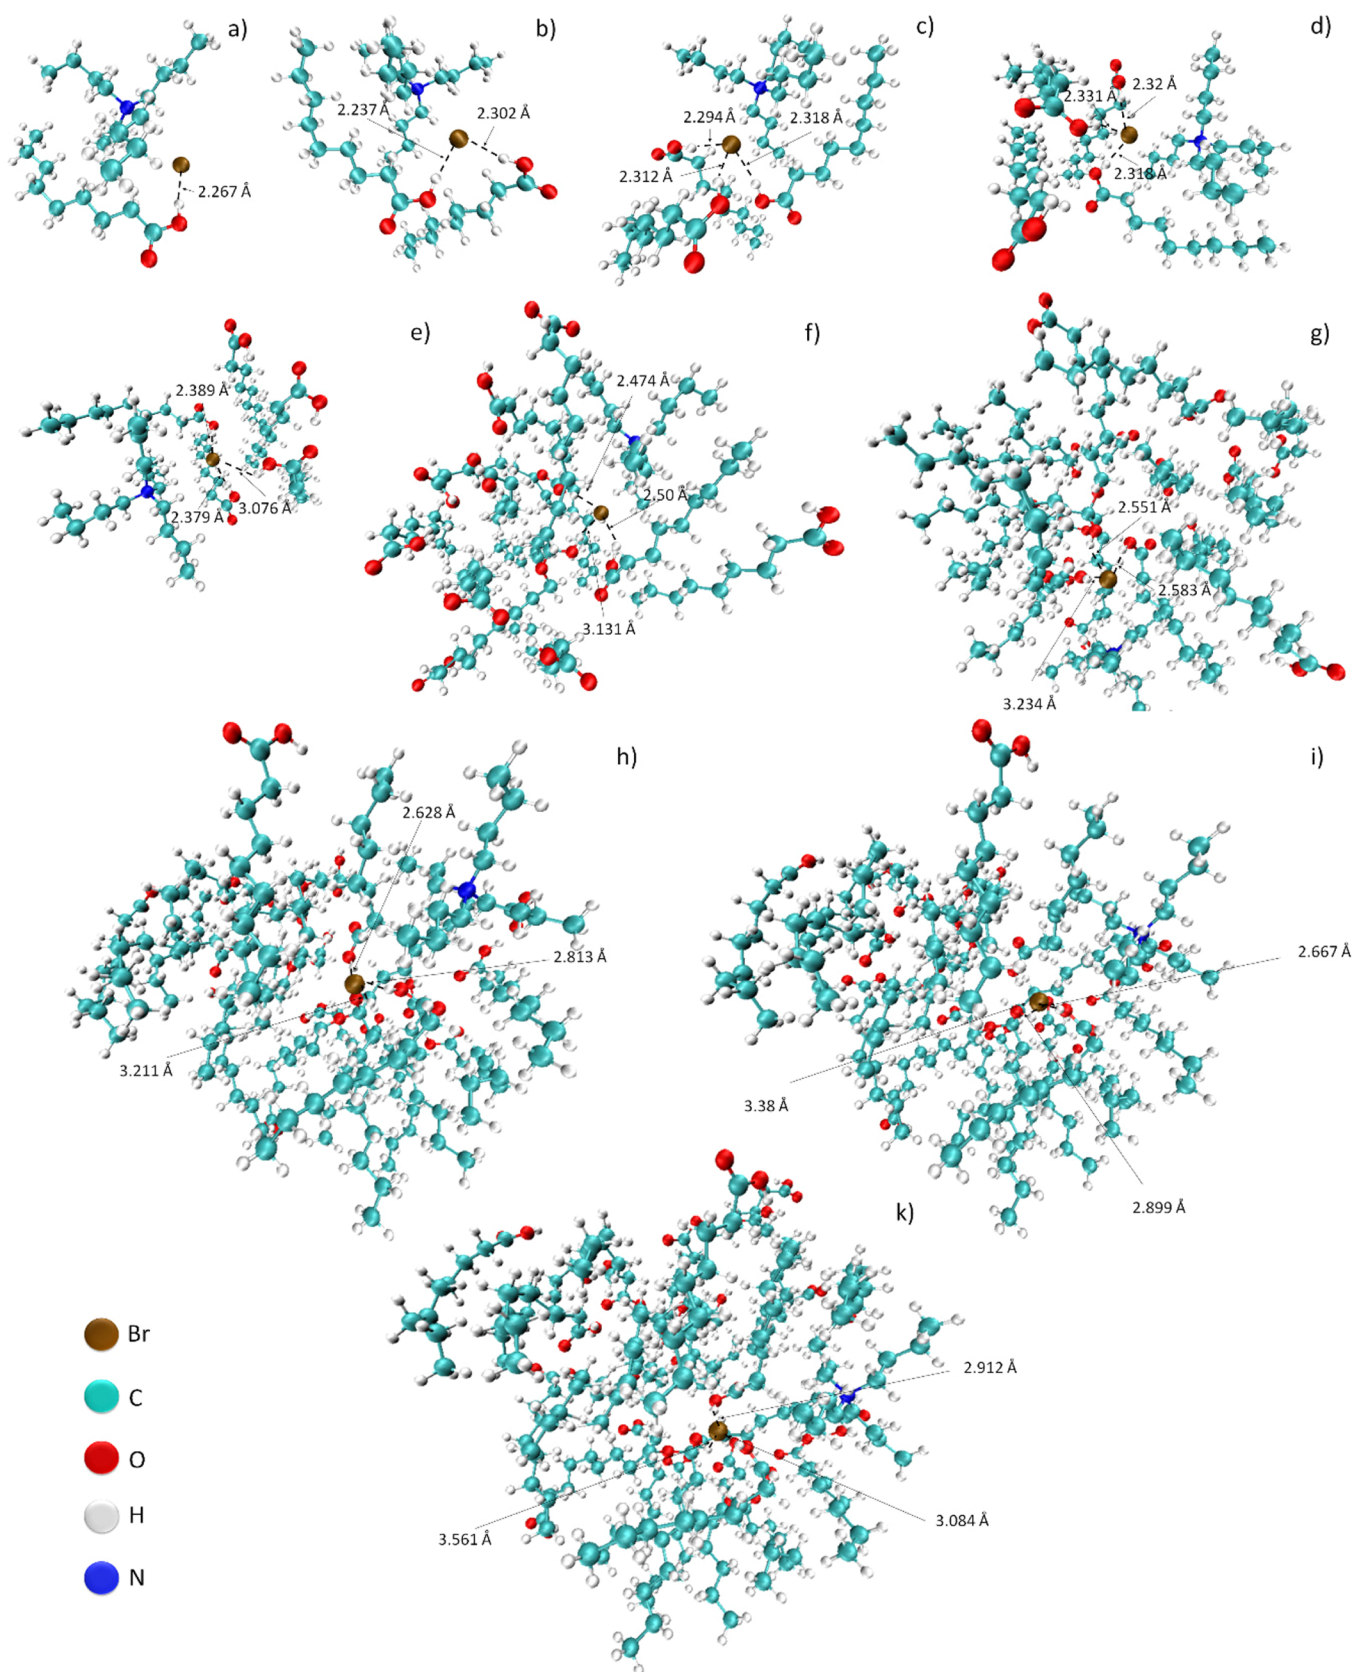 a)
2.267 Å
b)
2.237 Å
2.302 Å
c)
2.294 Å
2.318 Å
2.312 Å
d)
2.331 Å
2.32 Å
2.318 Å
e)
2.389 Å
2.379 Å
3.076 Å
f)
2.474 Å
2.50 Å
3.131 Å
g)
2.551 Å
2.583 Å
3.234 Å
h)
2.628 Å
2.813 Å
3.211 Å
i)
2.667 Å
3.38 Å
2.899 Å
k)
2.912 Å
3.561 Å
3.084 Å
Br
C
O
H
N